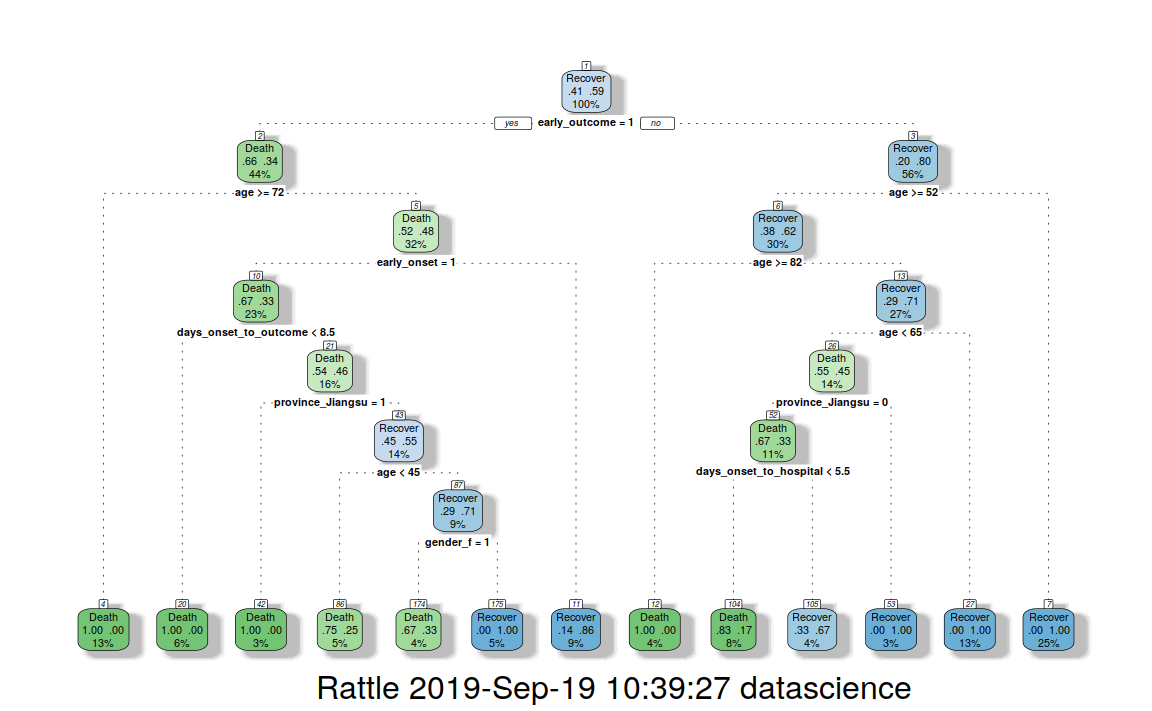 1
Recover
.41 .59
100%
yes early_outcome = 1 no
2
Death
.66 .34
44%
age >= 72
3
Recover
.20 .80
56%
age >= 52
5
Death
.52 .48
32%
early_onset = 1
6
Recover
.38 .62
30%
age >= 82
10
Death
.67 .33
23%
days_onset_to_outcome < 8.5
13
Recover
.29 .71
27%
age < 65
21
Death
.54 .46
16%
province_Jiangsu = 1
26
Death
.55 .45
14%
province_Jiangsu = 0
43
Recover
.45 .55
14%
age < 45
52
Death
.67 .33
11%
days_onset_to_hospital < 5.5
87
Recover
.29 .71
9%
gender_f = 1
4
Death
1.00 .00
13%
20
Death
1.00 .00
6%
42
Death
1.00 .00
3%
86
Death
.75 .25
5%
174
Death
.67 .33
4%
175
Recover
.00 1.00
5%
11
Recover
.14 .86
9%
12
Death
1.00 .00
4%
104
Death
.83 .17
8%
105
Recover
.33 .67
4%
53
Recover
.00 1.00
3%
27
Recover
.00 1.00
13%
7
Recover
.00 1.00
25%
Rattle 2019-Sep-19 10:39:27 datascience